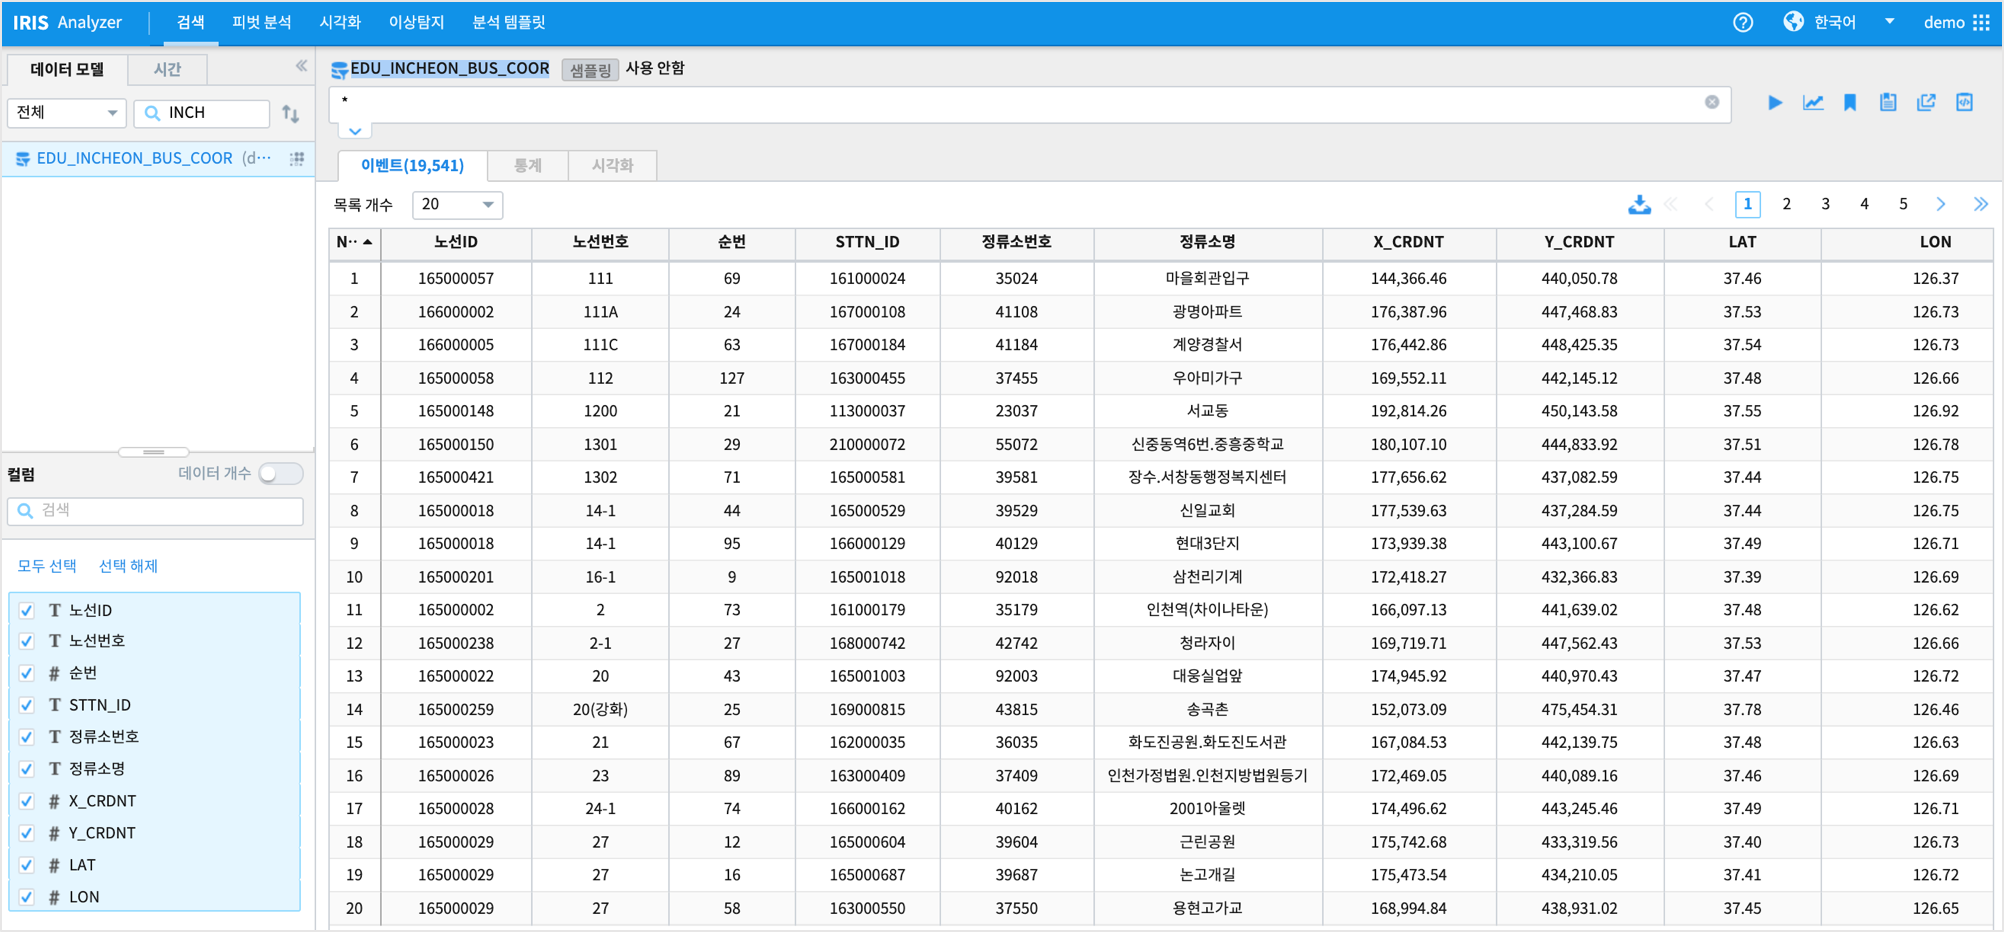 IRIS Analyzer 검색 피벗 분석 시각화 이상탐지 분석 템플릿 한국어 demo
데이터 모델 시간
전체 INCH
EDU_INCHEON_BUS_COOR (d···
컬럼 데이터 개수
검색
모두 선택 선택 해제
T 노선ID
T 노선번호
# 순번
T STTN_ID
T 정류소번호
T 정류소명
# X_CRDNT
# Y_CRDNT
# LAT
# LON
EDU_INCHEON_BUS_COOR 샘플링 사용 안함
*
이벤트(19,541) 통계 시각화
목록 개수 20 1 2 3 4 5
N·· 노선ID 노선번호 순번 STTN_ID 정류소번호 정류소명 X_CRDNT Y_CRDNT LAT LON
1 165000057 111 69 161000024 35024 마을회관입구 144,366.46 440,050.78 37.46 126.37
2 166000002 111A 24 167000108 41108 광명아파트 176,387.96 447,468.83 37.53 126.73
3 166000005 111C 63 167000184 41184 계양경찰서 176,442.86 448,425.35 37.54 126.73
4 165000058 112 127 163000455 37455 우아미가구 169,552.11 442,145.12 37.48 126.66
5 165000148 1200 21 113000037 23037 서교동 192,814.26 450,143.58 37.55 126.92
6 165000150 1301 29 210000072 55072 신중동역6번.중흥중학교 180,107.10 444,833.92 37.51 126.78
7 165000421 1302 71 165000581 39581 장수.서창동행정복지센터 177,656.62 437,082.59 37.44 126.75
8 165000018 14-1 44 165000529 39529 신일교회 177,539.63 437,284.59 37.44 126.75
9 165000018 14-1 95 166000129 40129 현대3단지 173,939.38 443,100.67 37.49 126.71
10 165000201 16-1 9 165001018 92018 삼천리기계 172,418.27 432,366.83 37.39 126.69
11 165000002 2 73 161000179 35179 인천역(차이나타운) 166,097.13 441,639.02 37.48 126.62
12 165000238 2-1 27 168000742 42742 청라자이 169,719.71 447,562.43 37.53 126.66
13 165000022 20 43 165001003 92003 대웅실업앞 174,945.92 440,970.43 37.47 126.72
14 165000259 20(강화) 25 169000815 43815 송곡촌 152,073.09 475,454.31 37.78 126.46
15 165000023 21 67 162000035 36035 화도진공원.화도진도서관 167,084.53 442,139.75 37.48 126.63
16 165000026 23 89 163000409 37409 인천가정법원.인천지방법원등기 172,469.05 440,089.16 37.46 126.69
17 165000028 24-1 74 166000162 40162 2001아울렛 174,496.62 443,245.46 37.49 126.71
18 165000029 27 12 165000604 39604 근린공원 175,742.68 433,319.56 37.40 126.73
19 165000029 27 16 165000687 39687 논고개길 175,473.54 434,210.05 37.41 126.72
20 165000029 27 58 163000550 37550 용현고가교 168,994.84 438,931.02 37.45 126.65